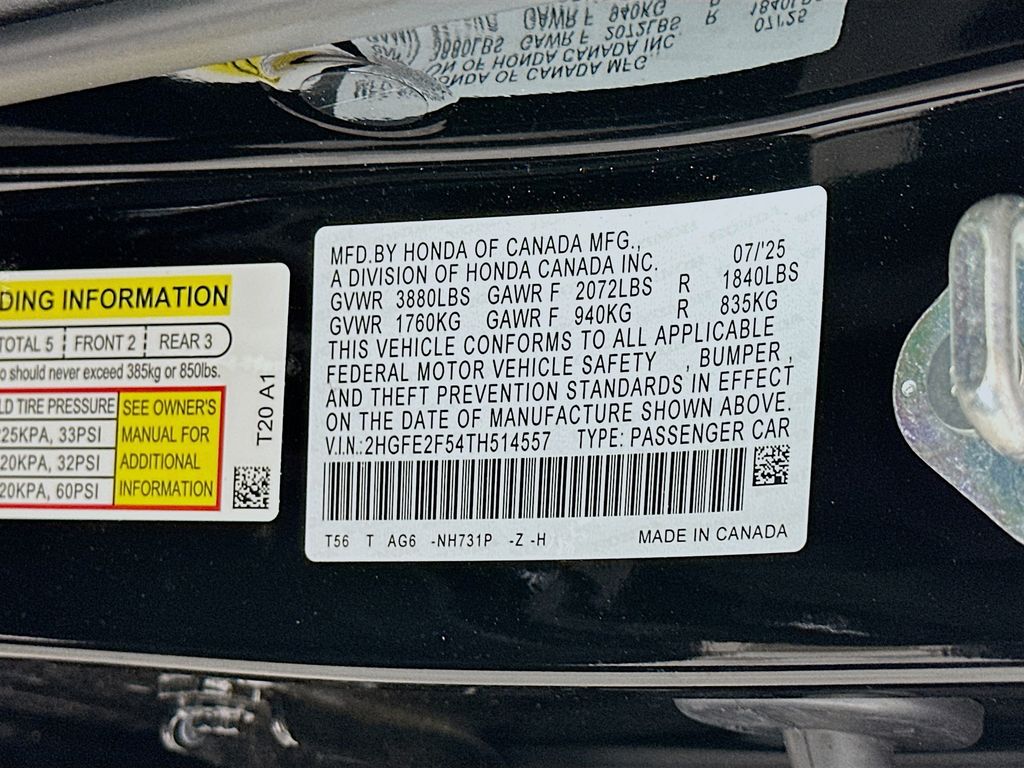 DING INFORMATION
TOTAL 5 FRONT 2 REAR 3
o should never exceed 385kg or 850lbs.
LD TIRE PRESSURE
25KPA, 33PSI
20KPA, 32PSI
20KPA, 60PSI
SEE OWNER'S
MANUAL FOR
ADDITIONAL
INFORMATION
T20 A1
MFD.BY HONDA OF CANADA MFG., 07/'25
A DIVISION OF HONDA CANADA INC.
GVWR 3880LBS GAWR F 2072LBS R 1840LBS
GVWR 1760KG GAWR F 940KG R 835KG
THIS VEHICLE CONFORMS TO ALL APPLICABLE
FEDERAL MOTOR VEHICLE SAFETY , BUMPER ,
AND THEFT PREVENTION STANDARDS IN EFFECT
ON THE DATE OF MANUFACTURE SHOWN ABOVE.
V.I.N.:2HGFE2F54TH514557 TYPE: PASSENGER CAR
T56 T AG6 -NH731P -Z -H MADE IN CANADA